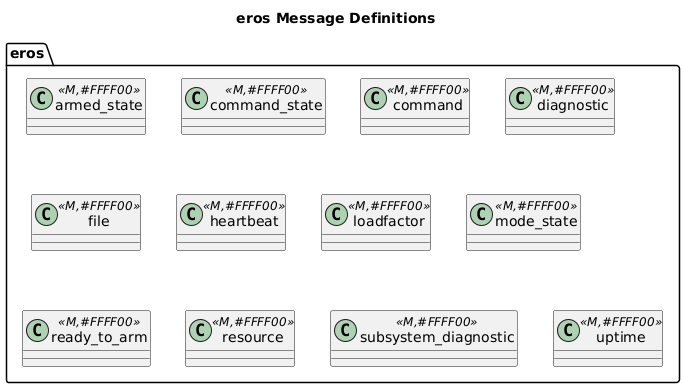 eros Message Definitions
eros
C <<M,#FFFF00>>
armed_state
C <<M,#FFFF00>>
command_state
C <<M,#FFFF00>>
command
C <<M,#FFFF00>>
diagnostic
C <<M,#FFFF00>>
file
C <<M,#FFFF00>>
heartbeat
C <<M,#FFFF00>>
loadfactor
C <<M,#FFFF00>>
mode_state
C <<M,#FFFF00>>
ready_to_arm
C <<M,#FFFF00>>
resource
C <<M,#FFFF00>>
subsystem_diagnostic
C <<M,#FFFF00>>
uptime